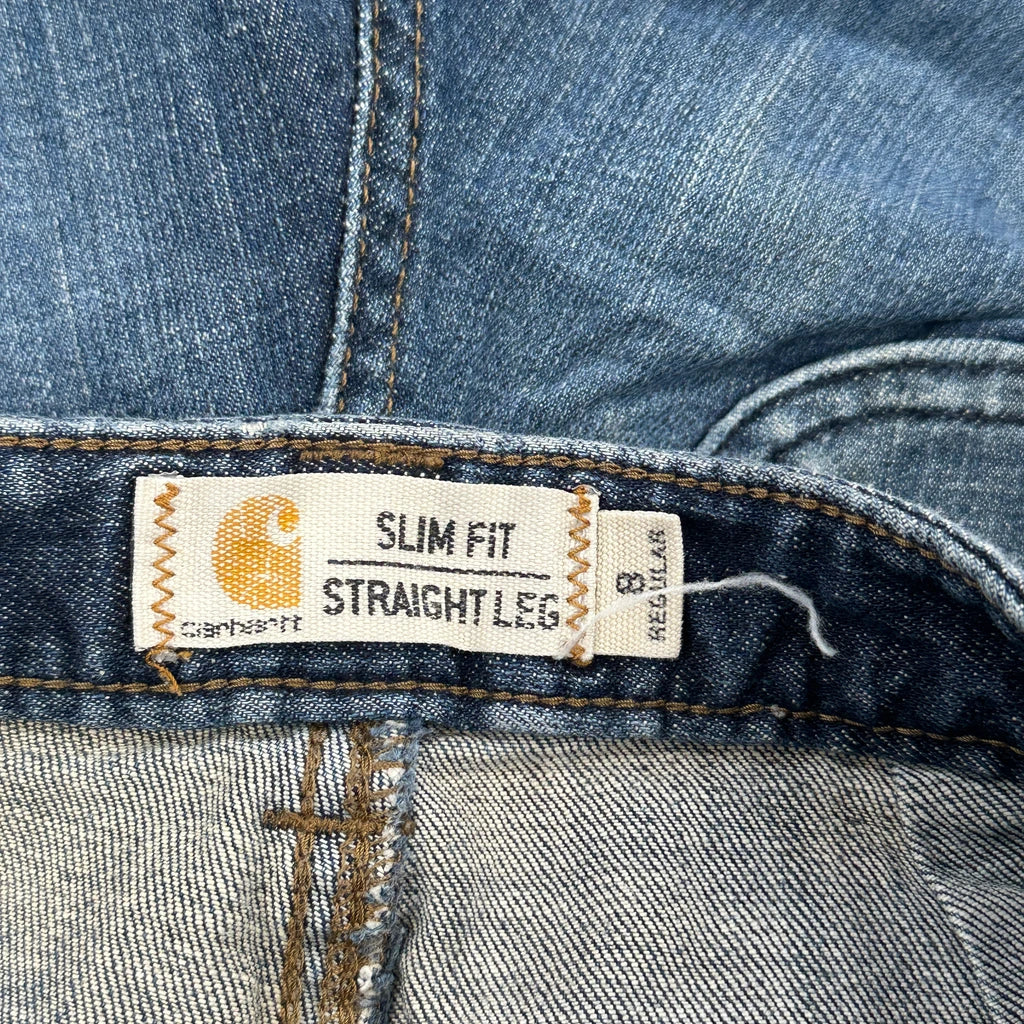 SLIM FIT
STRAIGHT LEG
carhartt
8
REGULAR